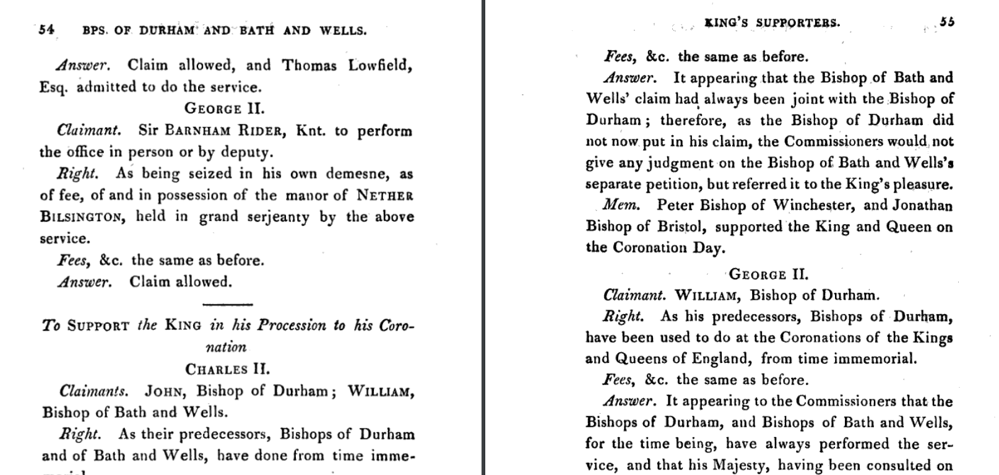 54 BPS. OF DURHAM AND BATH AND WELLS.
Answer. Claim allowed, and Thomas Lowfield,
Esq. admitted to do the service.
GEORGE II.
Claimant. Sir BARNHAM RIDER, Knt. to perform
the office in person or by deputy.
Right. As being seized in his own demesne, as
of fee, of and in possession of the manor of NETHER
BILSINGTON, held in grand serjeanty by the above
service.
Fees, &c. the same as before.
Answer. Claim allowed.
To SUPPORT the KING in his Procession to his Coro-
nation
CHARLES II.
Claimants. JOHN, Bishop of Durham; WILLIAM,
Bishop of Bath and Wells.
Right. As their predecessors, Bishops of Durham
and of Bath and Wells, have done from time imme-
KING'S SUPPORTERS. 55
Fees, &c. the same as before.
Answer. It appearing that the Bishop of Bath and
Wells' claim had always been joint with the Bishop of
Durham; therefore, as the Bishop of Durham did
not now put in his claim, the Commissioners would not
give any judgment on the Bishop of Bath and Wells's
separate petition, but referred it to the King's pleasure.
Mem. Peter Bishop of Winchester, and Jonathan
Bishop of Bristol, supported the King and Queen on
the Coronation Day.
GEORGE II.
Claimant. WILLIAM, Bishop of Durham.
Right. As his predecessors, Bishops of Durham,
have been used to do at the Coronations of the Kings
and Queens of England, from time immemorial.
Fees, &c. the same as before.
Answer. It appearing to the Commissioners that the
Bishops of Durham, and Bishops of Bath and Wells,
for the time being, have always performed the ser-
vice, and that his Majesty, having been consulted on